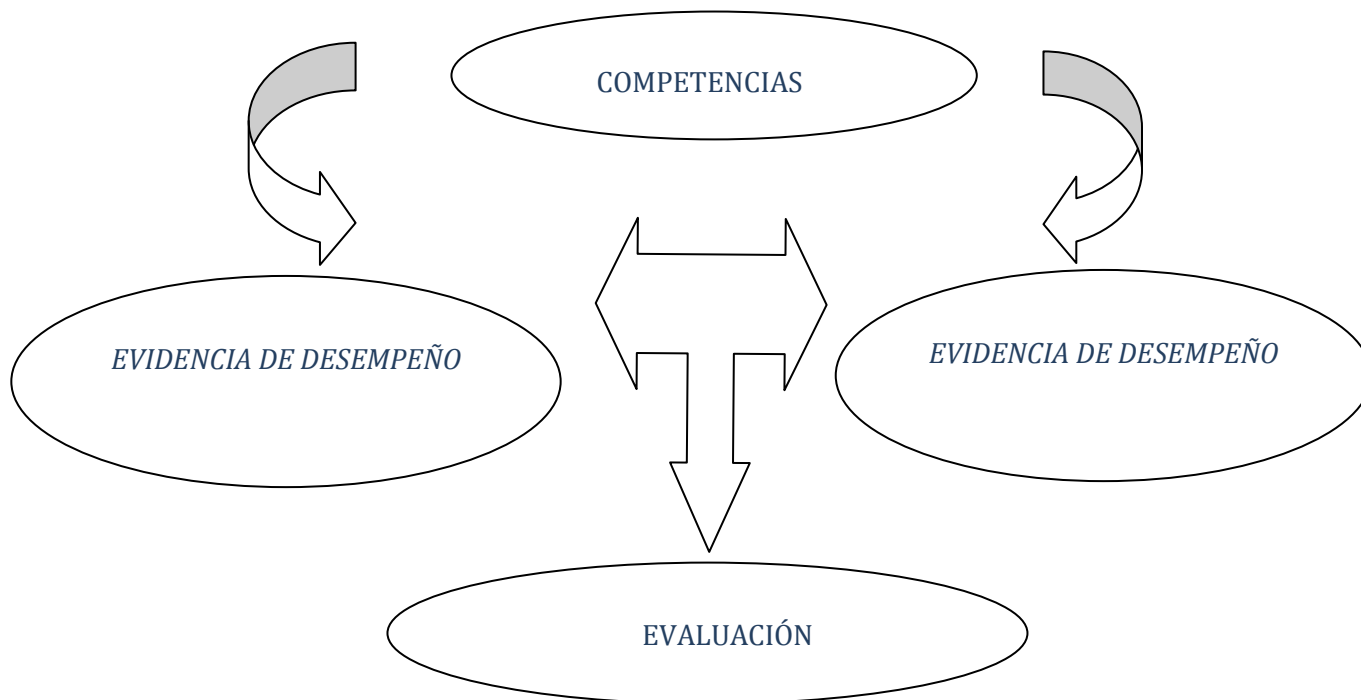 COMPETENCIAS
EVIDENCIA DE DESEMPEÑO
EVIDENCIA DE DESEMPEÑO
EVALUACIÓN